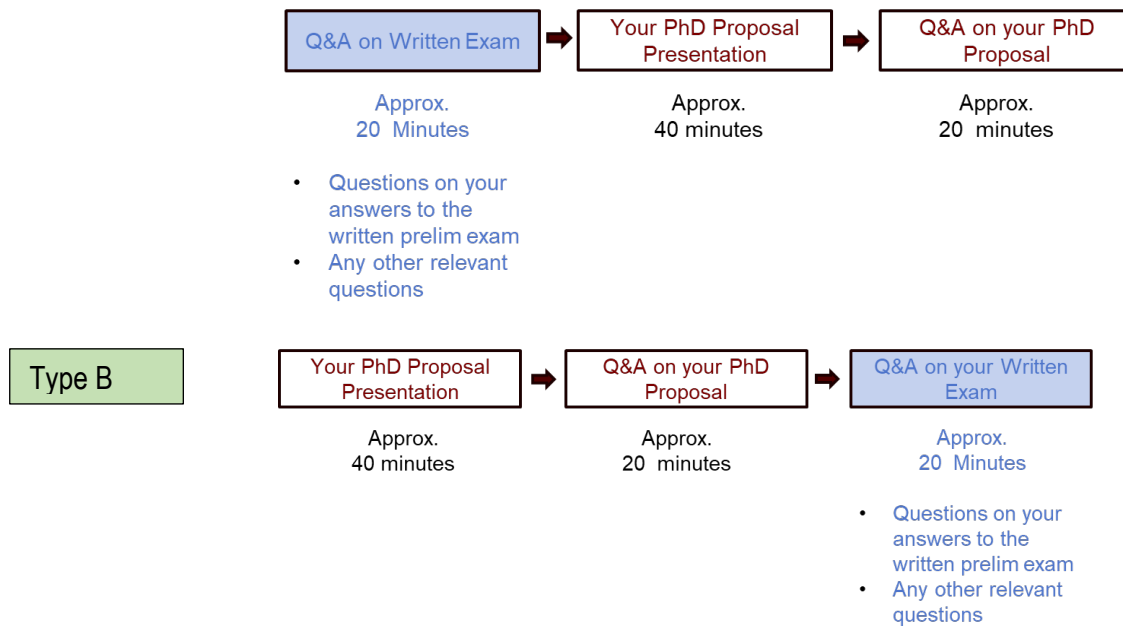 Q&A on Written Exam
Your PhD Proposal
Presentation
Q&A on your PhD
Proposal
Approx.
20 Minutes
Approx.
40 minutes
Approx.
20 minutes
• Questions on your
answers to the
written prelim exam
• Any other relevant
questions
Type B
Your PhD Proposal
Presentation
Q&A on your PhD
Proposal
Q&A on your Written
Exam
Approx.
40 minutes
Approx.
20 minutes
Approx.
20 Minutes
• Questions on your
answers to the
written prelim exam
• Any other relevant
questions